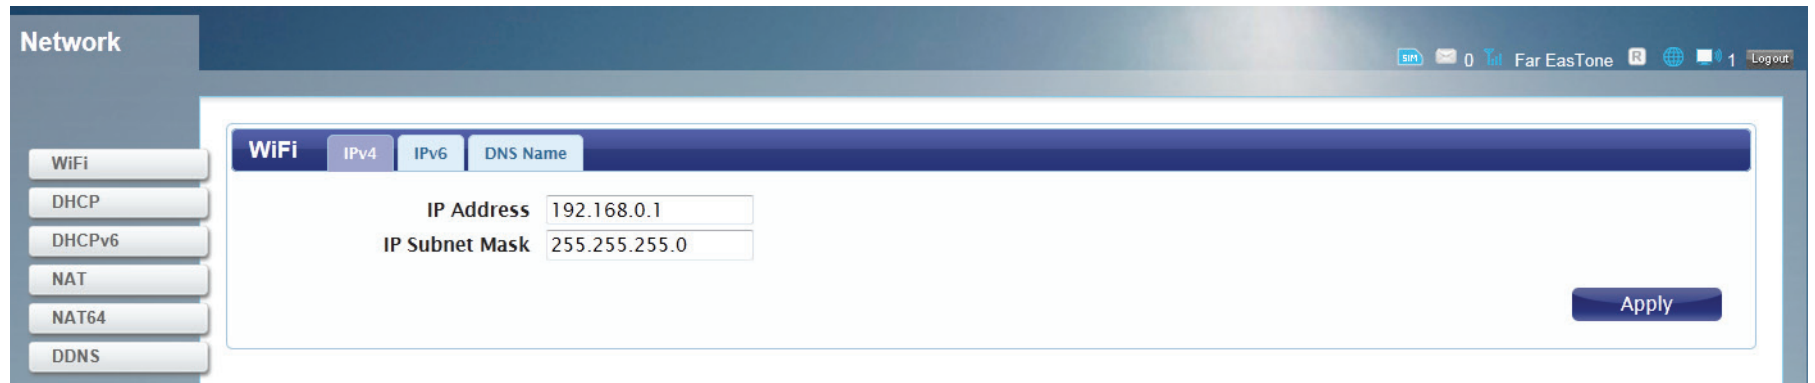 Network
SIM 0 Far EasTone R 1 Logout
WiFi IPv4 IPv6 DNS Name
WiFi
DHCP
DHCPv6
NAT
NAT64
DDNS
IP Address 192.168.0.1
IP Subnet Mask 255.255.255.0
Apply